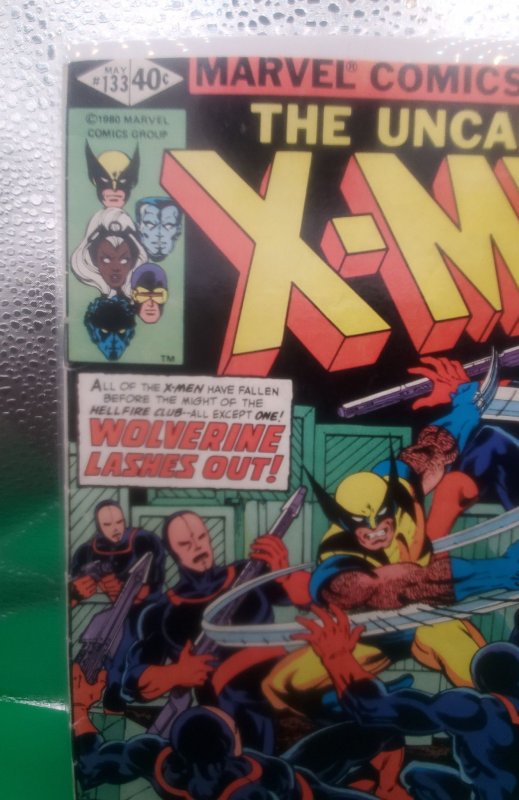 MAY
#133 40¢
MARVEL® COMICS
©1980 MARVEL
COMICS GROUP
THE UNCA
X-M
TM
ALL OF THE X-MEN HAVE FALLEN
BEFORE THE MIGHT OF THE
HELLFIRE CLUB--ALL EXCEPT ONE!
WOLVERINE
LASHES OUT!